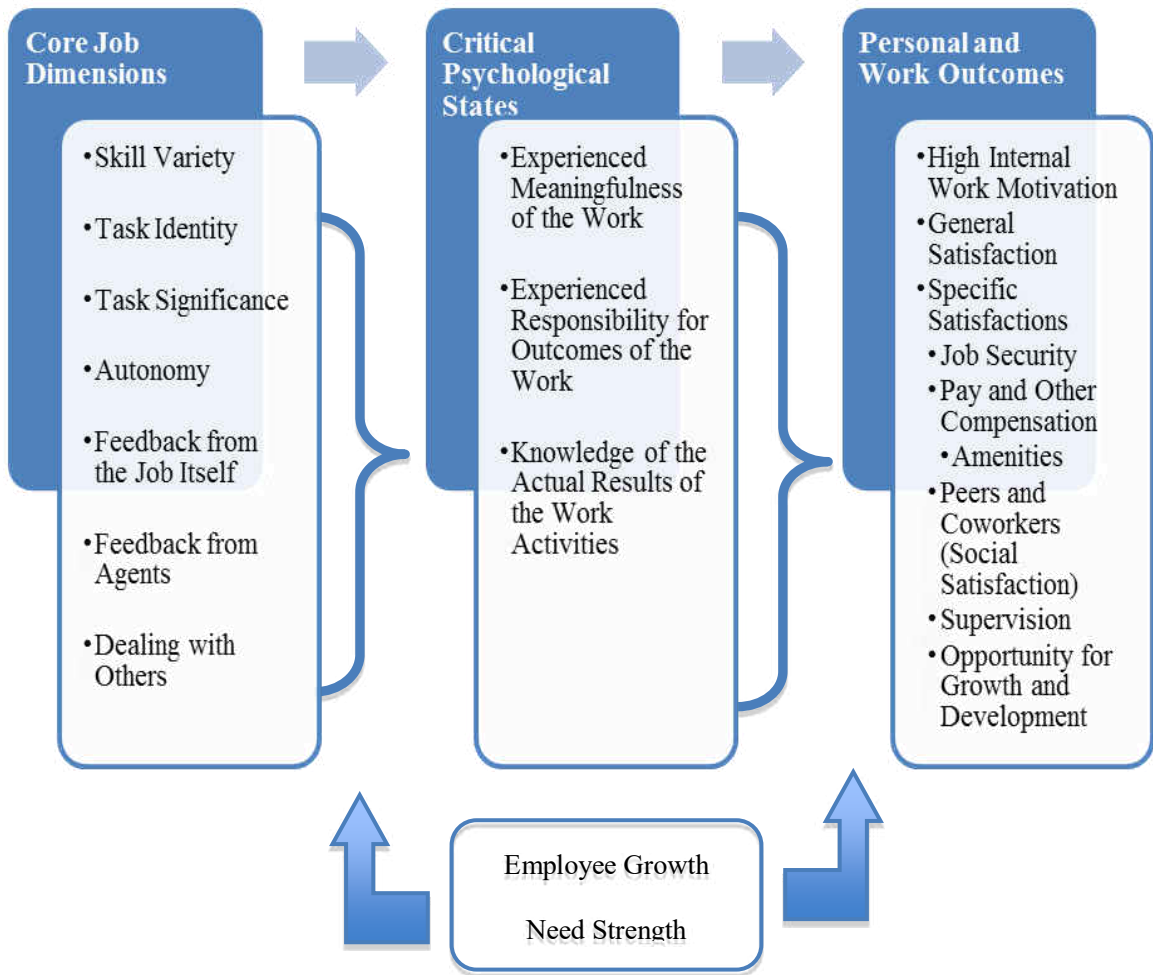 Core Job
Dimensions
•Skill Variety
•Task Identity
•Task Significance
•Autonomy
•Feedback from
the Job Itself
•Feedback from
Agents
•Dealing with
Others
Critical
Psychological
States
•Experienced
Meaningfulness
of the Work
•Experienced
Responsibility for
Outcomes of the
Work
•Knowledge of the
Actual Results of
the Work
Activities
Personal and
Work Outcomes
•High Internal
Work Motivation
•General
Satisfaction
•Specific
Satisfactions
•Job Security
•Pay and Other
Compensation
•Amenities
•Peers and
Coworkers
(Social
Satisfaction)
•Supervision
•Opportunity for
Growth and
Development
Employee Growth
Need Strength